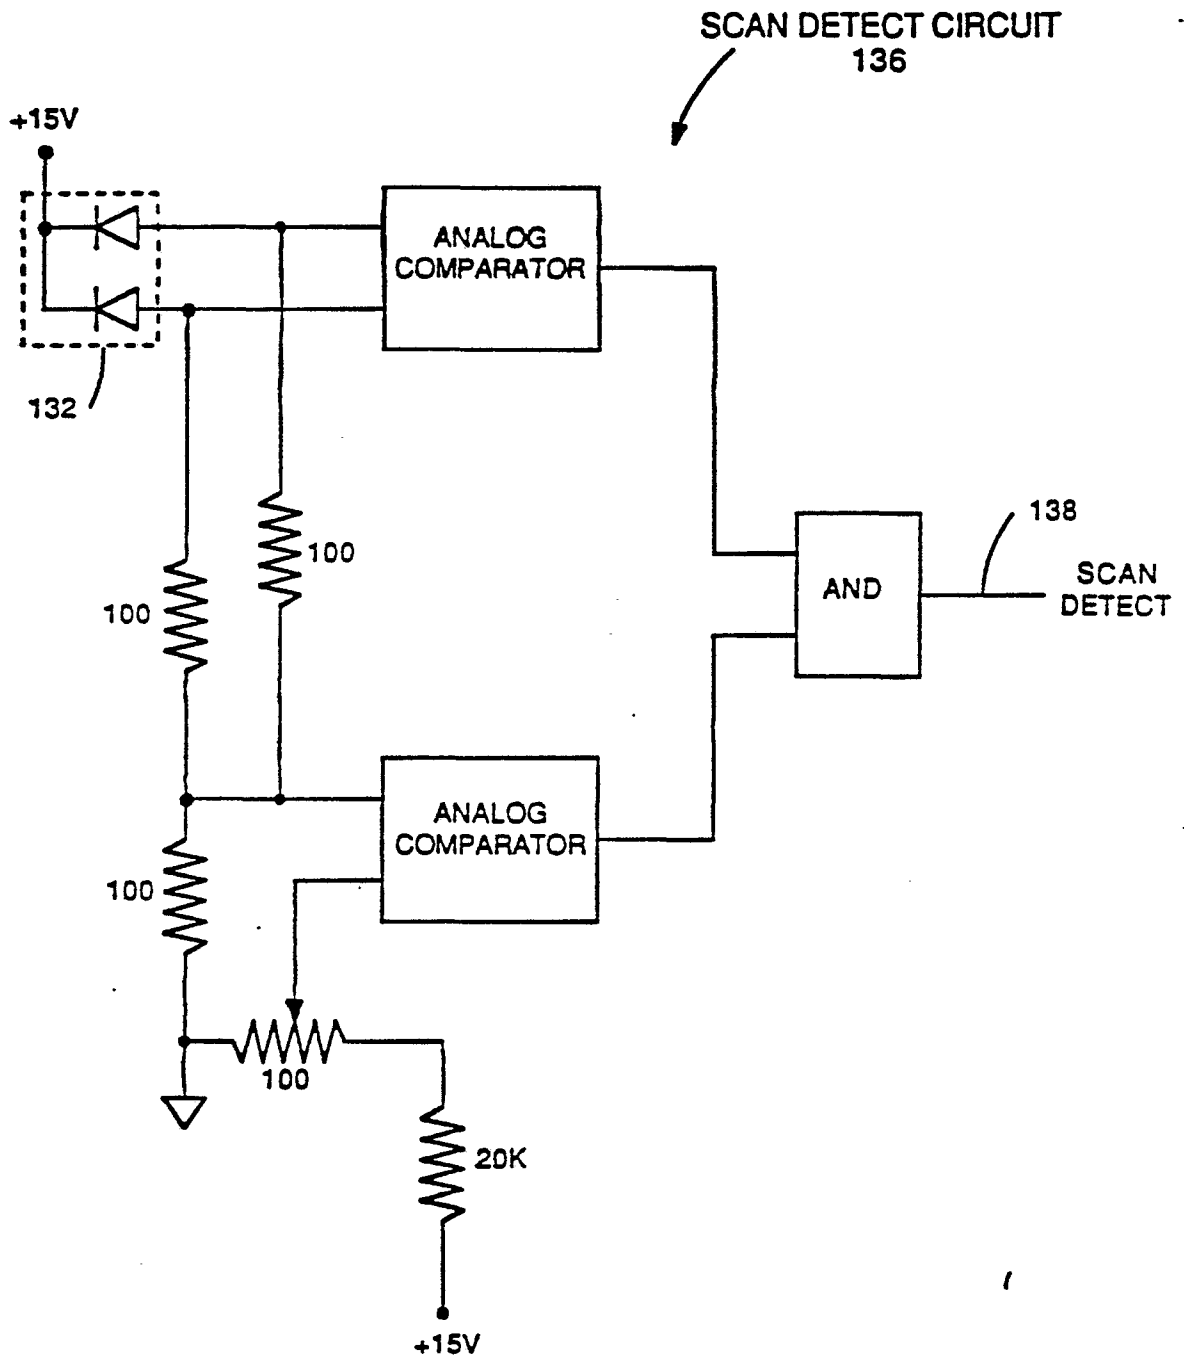 SCAN DETECT CIRCUIT
136
+15V
ANALOG
COMPARATOR
132
138
100
SCAN
DETECT
AND
100
ANALOG
COMPARATOR
100
100
20K
+15V